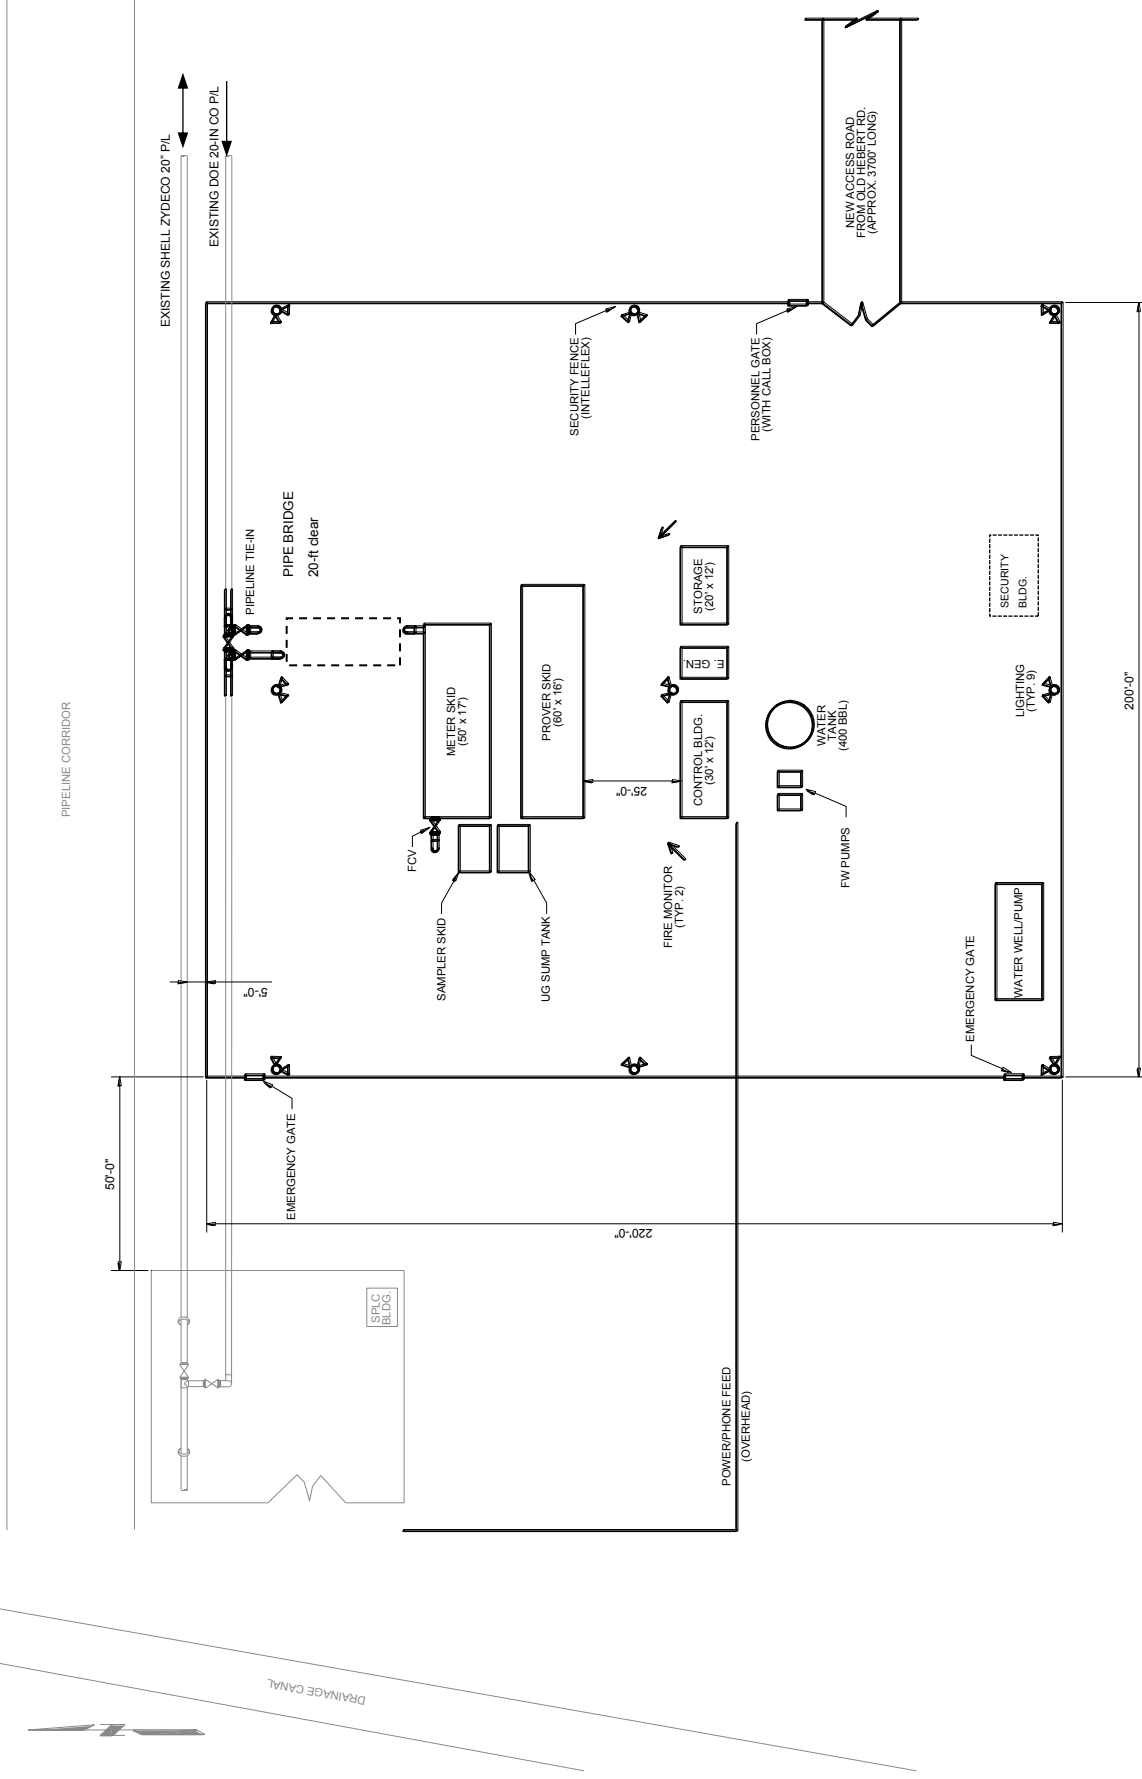 PIPELINE CORRIDOR
EXISTING SHELL ZYDECO 20" P/L
EXISTING DOE 20-IN CO P/L
NEW ACCESS ROAD
FROM OLD HEBERT RD.
(APPROX. 3700' LONG)
SECURITY FENCE
(INTELLEFLEX)
PERSONNEL GATE
(WITH CALL BOX)
PIPELINE TIE-IN
PIPE BRIDGE
20-ft clear
METER SKID
(50' x 17')
PROVER SKID
(60' x 16')
STORAGE
(20' x 12')
E. GEN.
CONTROL BLDG.
(30' x 12')
25'-0"
SECURITY
BLDG.
LIGHTING
(TYP. 9)
WATER
TANK
(400 BBL)
FW PUMPS
FCV
SAMPLER SKID
UG SUMP TANK
FIRE MONITOR
(TYP. 2)
WATER WELL/PUMP
EMERGENCY GATE
5'-0"
200'-0"
50'-0"
EMERGENCY GATE
220'-0"
SPLC
BLDG.
POWER/PHONE FEED
(OVERHEAD)
DRAINAGE CANAL
N